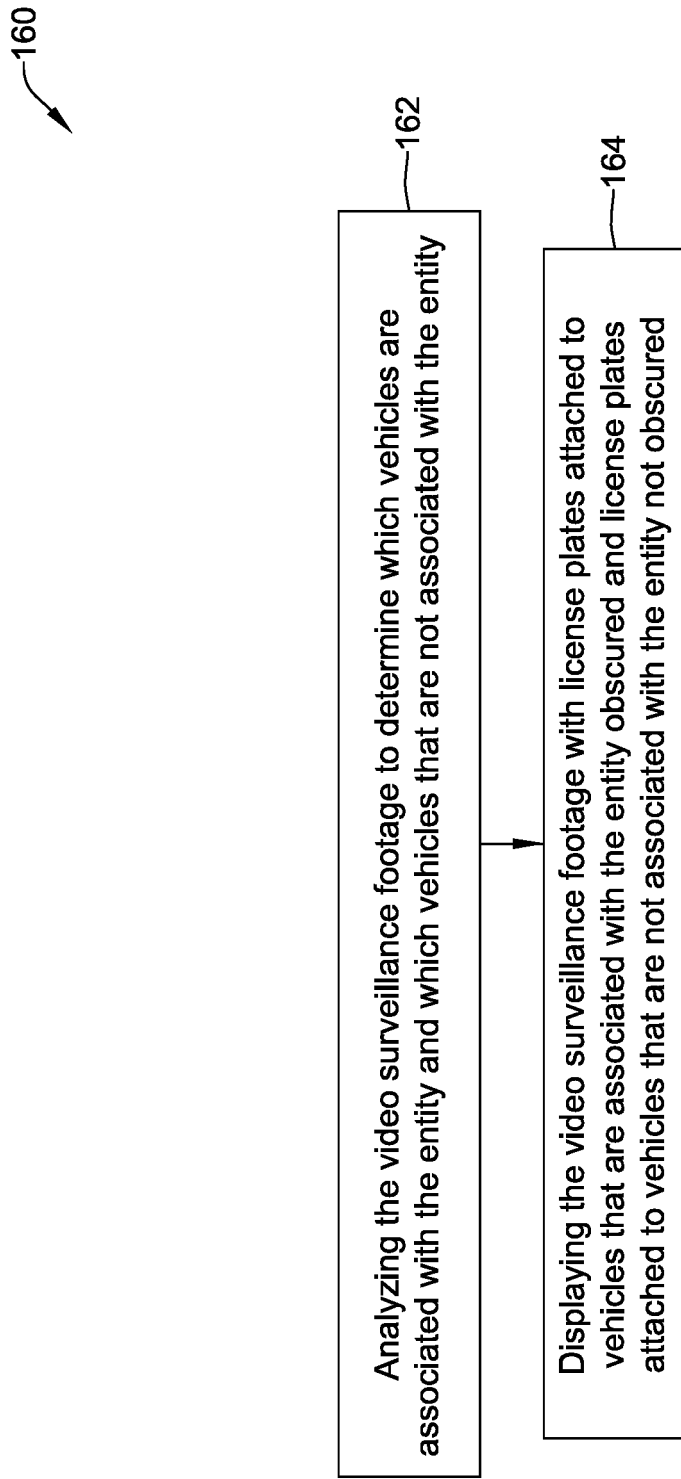 160
Analyzing the video surveillance footage to determine which vehicles are
associated with the entity and which vehicles that are not associated with the entity
162
Displaying the video surveillance footage with license plates attached to
vehicles that are associated with the entity obscured and license plates
attached to vehicles that are not associated with the entity not obscured
164